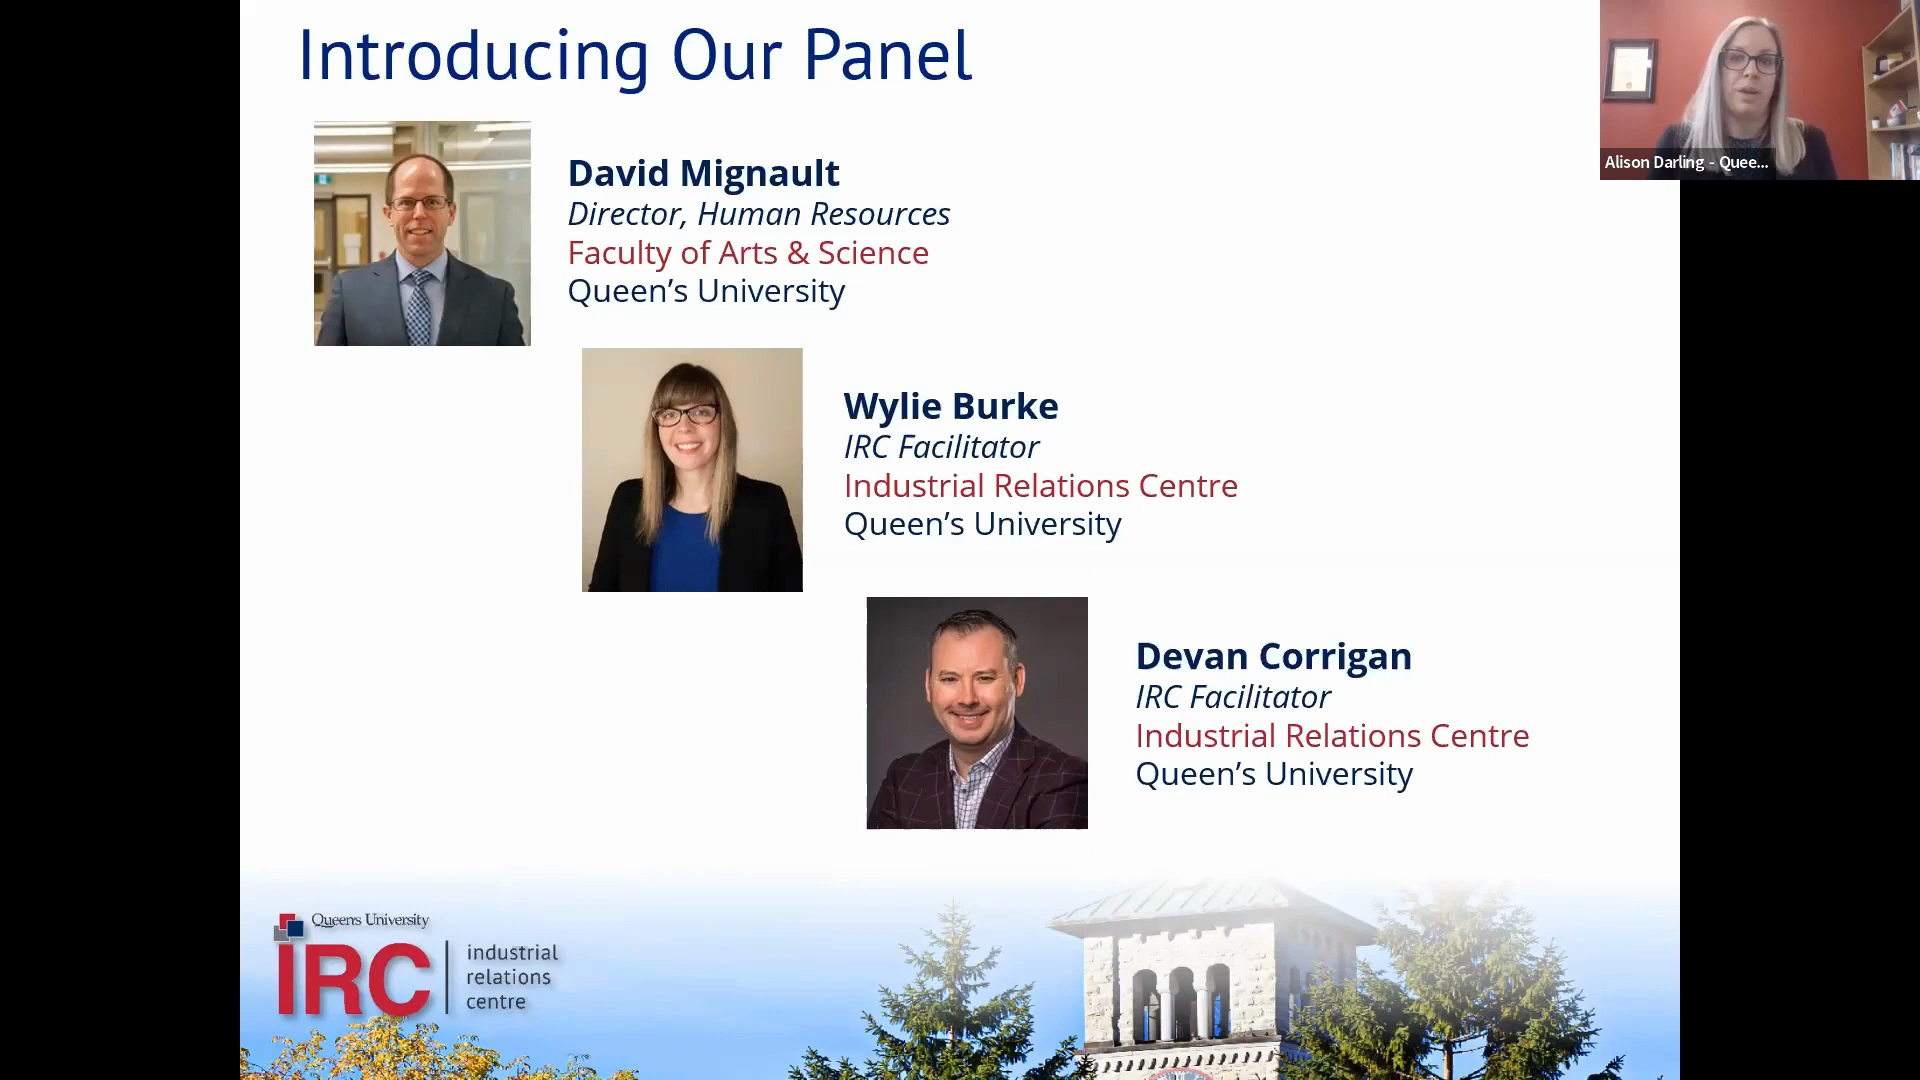 Introducing Our Panel
Alison Darling - Quee...
David Mignault
Director, Human Resources
Faculty of Arts & Science
Queen’s University
Wylie Burke
IRC Facilitator
Industrial Relations Centre
Queen’s University
Devan Corrigan
IRC Facilitator
Industrial Relations Centre
Queen’s University
Queens University
IRC
industrial
relations
centre